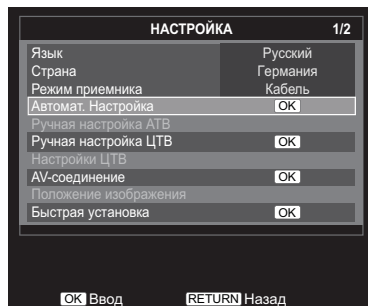 НАСТРОЙКА 1/2
Язык Русский
Страна Германия
Режим приемника Кабель
Автомат. Настройка OK
Ручная настройка АТВ
Ручная настройка ЦТВ OK
Настройки ЦТВ
AV-соединение OK
Положение изображения
Быстрая установка OK
OK Ввод RETURN Назад